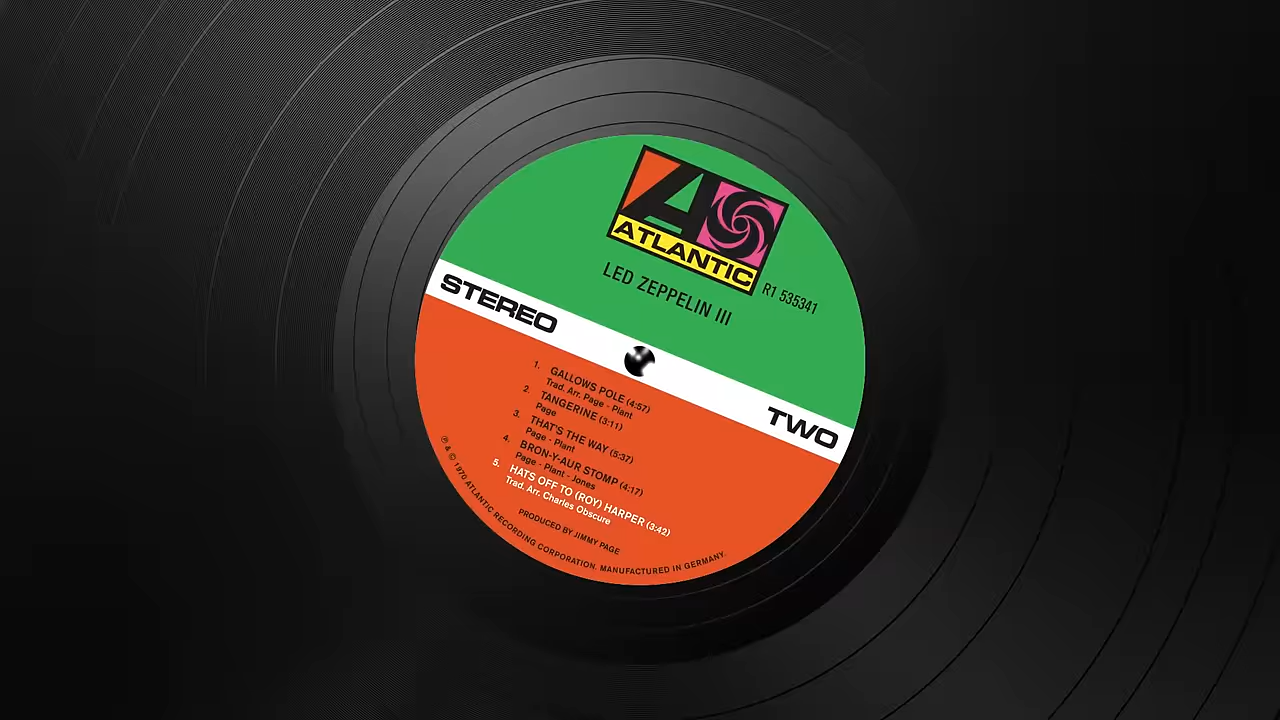 ATLANTIC
LED ZEPPELIN III
R1 535341
STEREO
TWO
1. GALLOWS POLE (4:57)
Trad. Arr. Page - Plant
2. TANGERINE (3:11)
Page
3. THAT'S THE WAY (5:37)
Page - Plant
4. BRON-Y-AUR STOMP (4:17)
Page - Plant - Jones
5. HATS OFF TO (ROY) HARPER (3:42)
Trad. Arr. Charles Obscure
PRODUCED BY JIMMY PAGE
℗ & © 1970 ATLANTIC RECORDING CORPORATION. MANUFACTURED IN GERMANY.